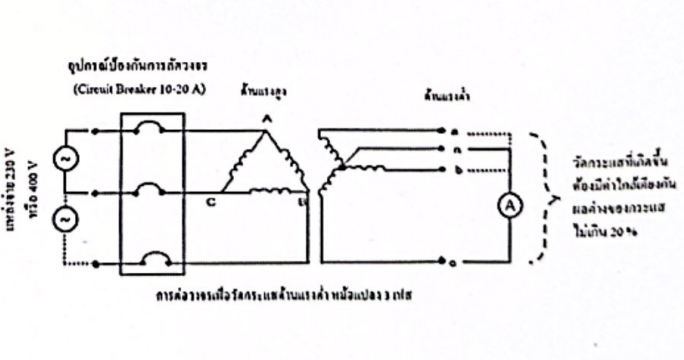 อุปกรณ์ป้องกันการลัดวงจร
(Circuit Breaker 10-20 A)
ด้านแรงสูง
ด้านแรงต่ำ
แหล่งจ่าย 230 V
หรือ 400 V
~
~
A
C
B
a
n
b
c
A
วัดกระแสที่เกิดขึ้น
ต้องมีค่าใกล้เคียงกัน
ผลต่างของกระแส
ไม่เกิน 20 %
การต่อวงจรเพื่อวัดกระแสด้านแรงต่ำ หม้อแปลง 3 เฟส